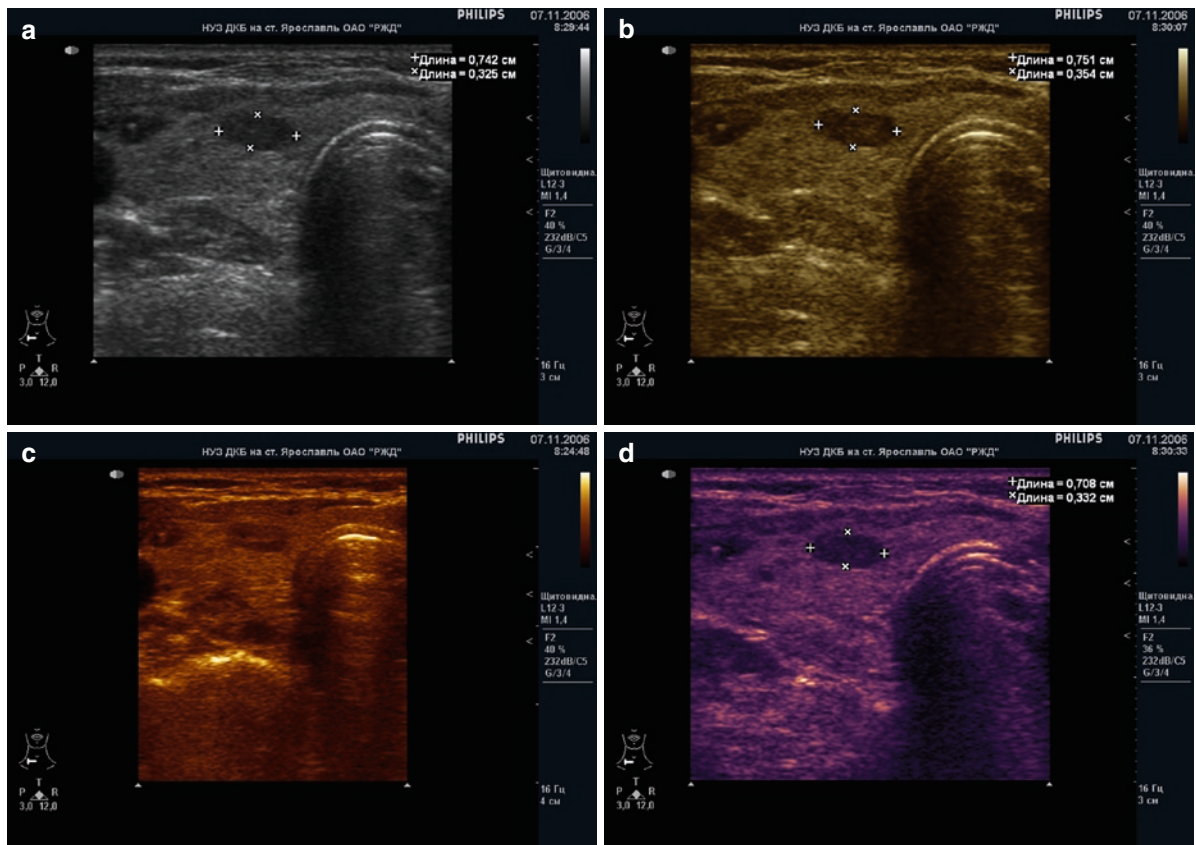 a
PHILIPS
07.11.2006
НУЗ ДКБ на ст. Ярославль ОАО "РЖД"
8:29:44
+Длина = 0,742 см
×Длина = 0,325 см
Щитовидна.
L12-3
MI 1,4
F2
40 %
232dB/C5
G/3/4
P T R
3,0 12,0
16 Гц
3 см
b
PHILIPS
07.11.2006
НУЗ ДКБ на ст. Ярославль ОАО "РЖД"
8:30:07
+Длина = 0,751 см
×Длина = 0,354 см
Щитовидна.
L12-3
MI 1,4
F2
40 %
232dB/C5
G/3/4
P T R
3,0 12,0
16 Гц
3 см
c
PHILIPS
07.11.2006
НУЗ ДКБ на ст. Ярославль ОАО "РЖД"
8:24:48
Щитовидна.
L12-3
MI 1,4
F2
40 %
232dB/C5
G/3/4
P T R
3,0 12,0
16 Гц
4 см
d
PHILIPS
07.11.2006
НУЗ ДКБ на ст. Ярославль ОАО "РЖД"
8:30:33
+Длина = 0,708 см
×Длина = 0,332 см
Щитовидна.
L12-3
MI 1,4
F2
36 %
232dB/C5
G/3/4
P T R
3,0 12,0
16 Гц
3 см